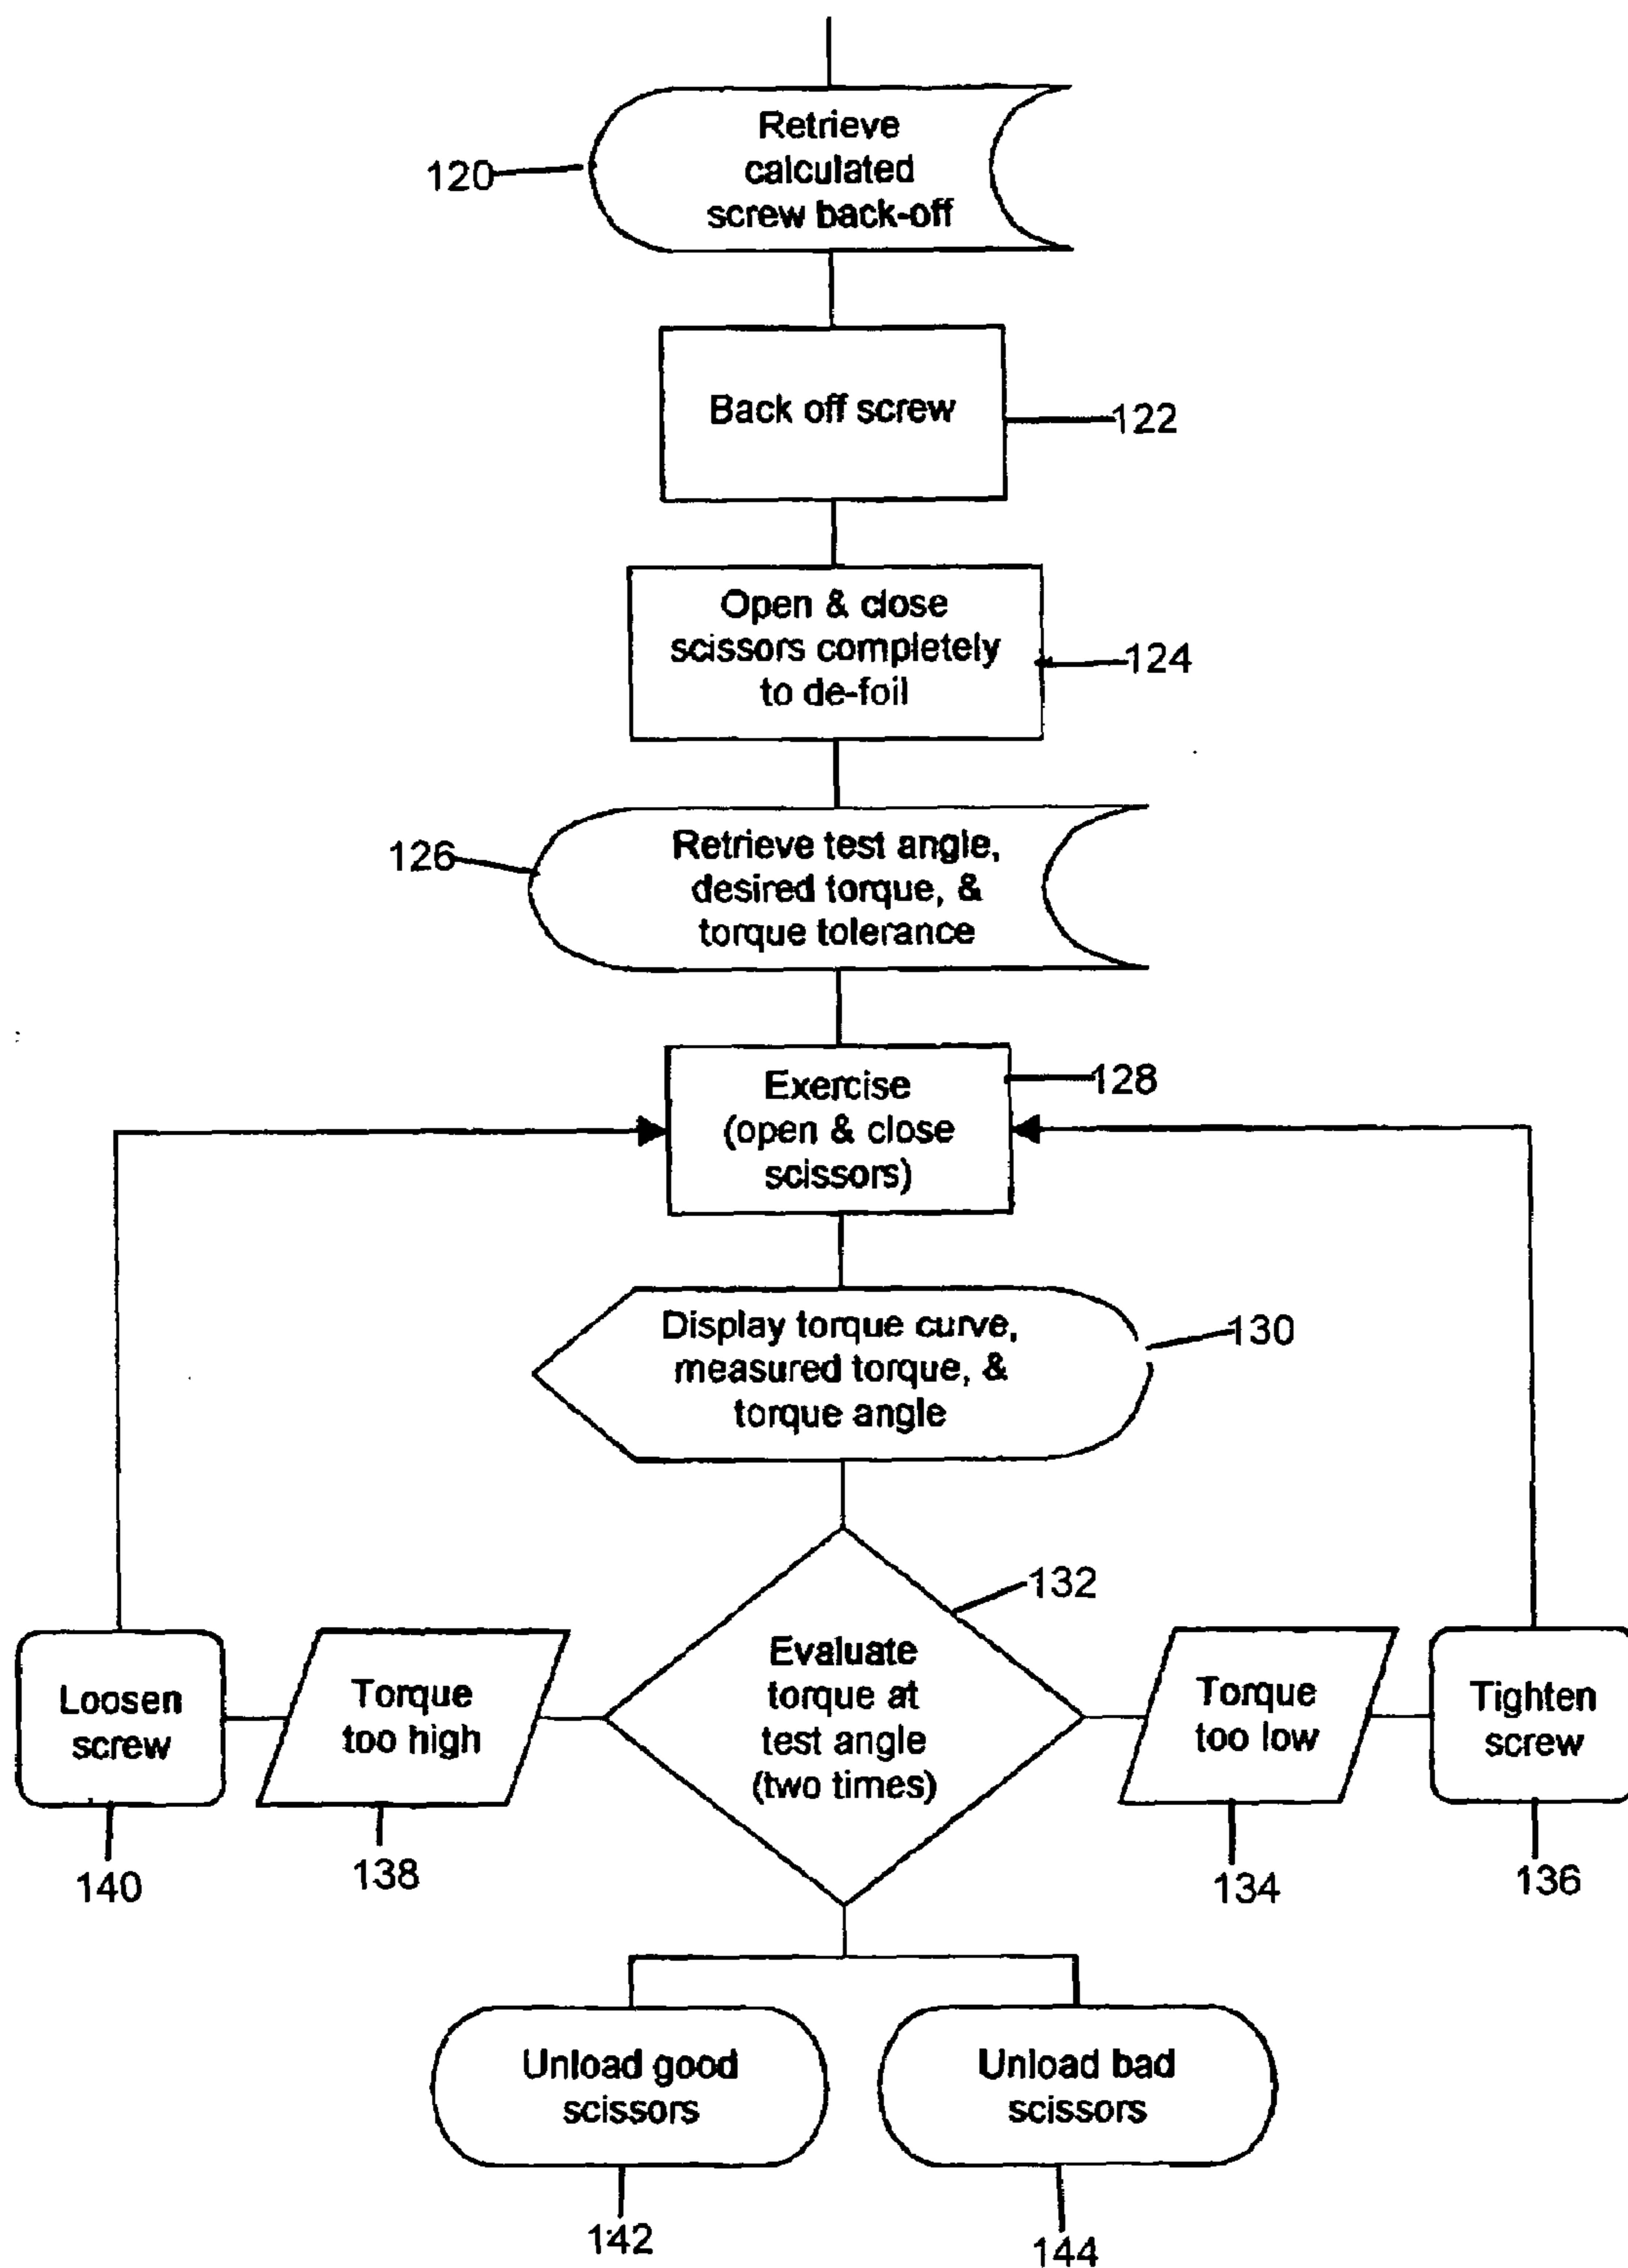 Retrieve
calculated
screw back-off
120
Back off screw
122
Open & close
scissors completely
to de-foil
124
Retrieve test angle,
desired torque, &
torque tolerance
126
Exercise
(open & close
scissors)
128
Display torque curve,
measured torque, &
torque angle
130
132
Evaluate
torque at
test angle
(two times)
Loosen
screw
Torque
too high
Torque
too low
Tighten
screw
140
138
134
136
Unload good
scissors
Unload bad
scissors
142
144